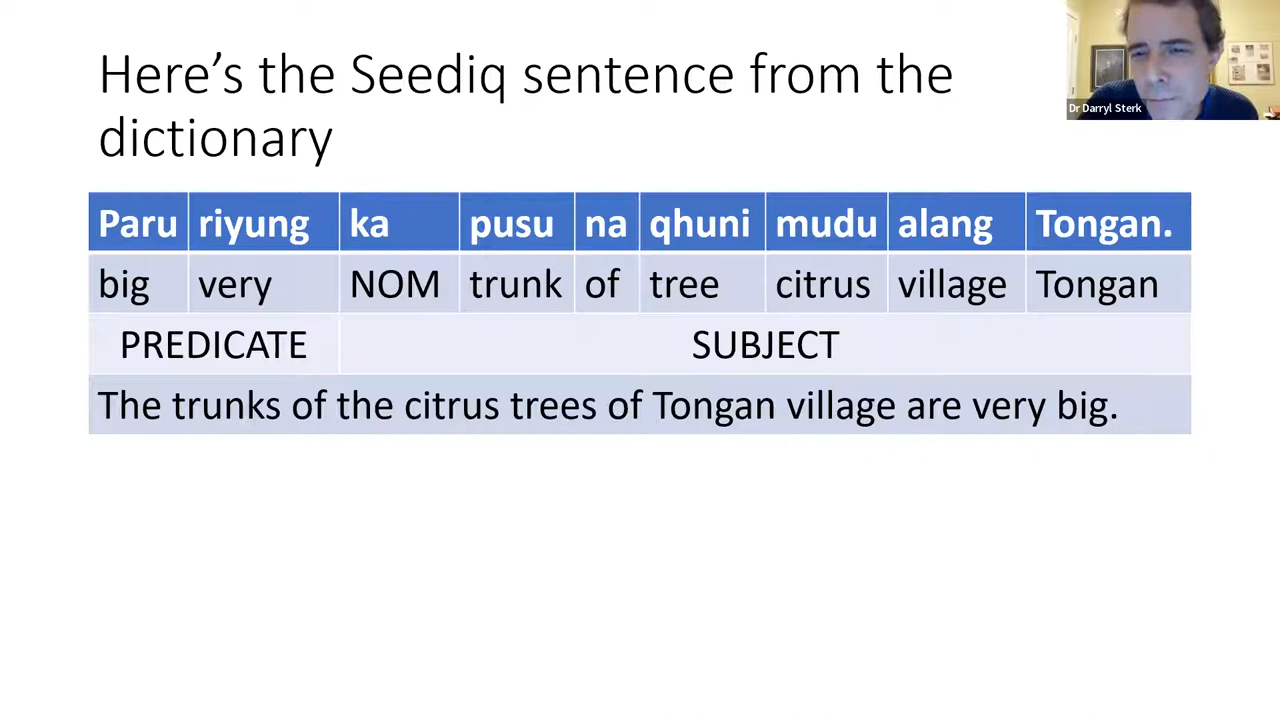 Here’s the Seediq sentence from the
dictionary
Dr Darryl Sterk
Paru riyung ka pusu na qhuni mudu alang Tongan.
big very NOM trunk of tree citrus village Tongan
PREDICATE SUBJECT
The trunks of the citrus trees of Tongan village are very big.